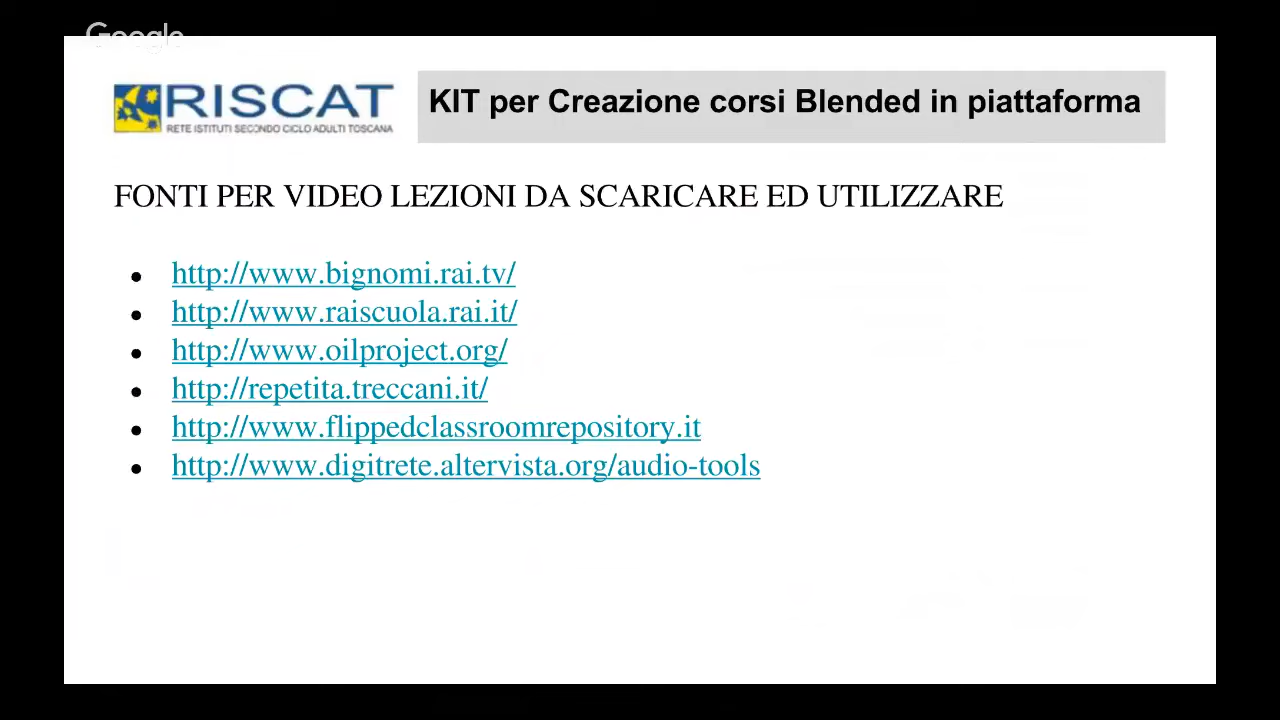 Google
RISCAT
RETE ISTITUTI SECONDO CICLO ADULTI TOSCANA
KIT per Creazione corsi Blended in piattaforma
FONTI PER VIDEO LEZIONI DA SCARICARE ED UTILIZZARE
• http://www.bignomi.rai.tv/
• http://www.raiscuola.rai.it/
• http://www.oilproject.org/
• http://repetita.treccani.it/
• http://www.flippedclassroomrepository.it
• http://www.digitrete.altervista.org/audio-tools